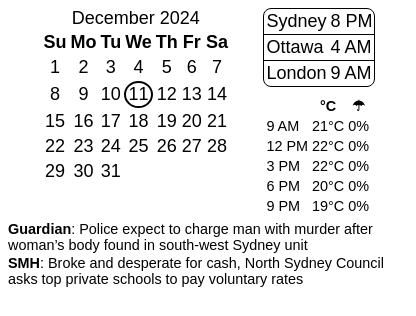 December 2024
Su Mo Tu We Th Fr Sa
1 2 3 4 5 6 7
8 9 10 11 12 13 14
15 16 17 18 19 20 21
22 23 24 25 26 27 28
29 30 31
Sydney 8 PM
Ottawa 4 AM
London 9 AM
°C ☂
9 AM 21°C 0%
12 PM 22°C 0%
3 PM 22°C 0%
6 PM 20°C 0%
9 PM 19°C 0%
Guardian: Police expect to charge man with murder after
woman's body found in south-west Sydney unit
SMH: Broke and desperate for cash, North Sydney Council
asks top private schools to pay voluntary rates